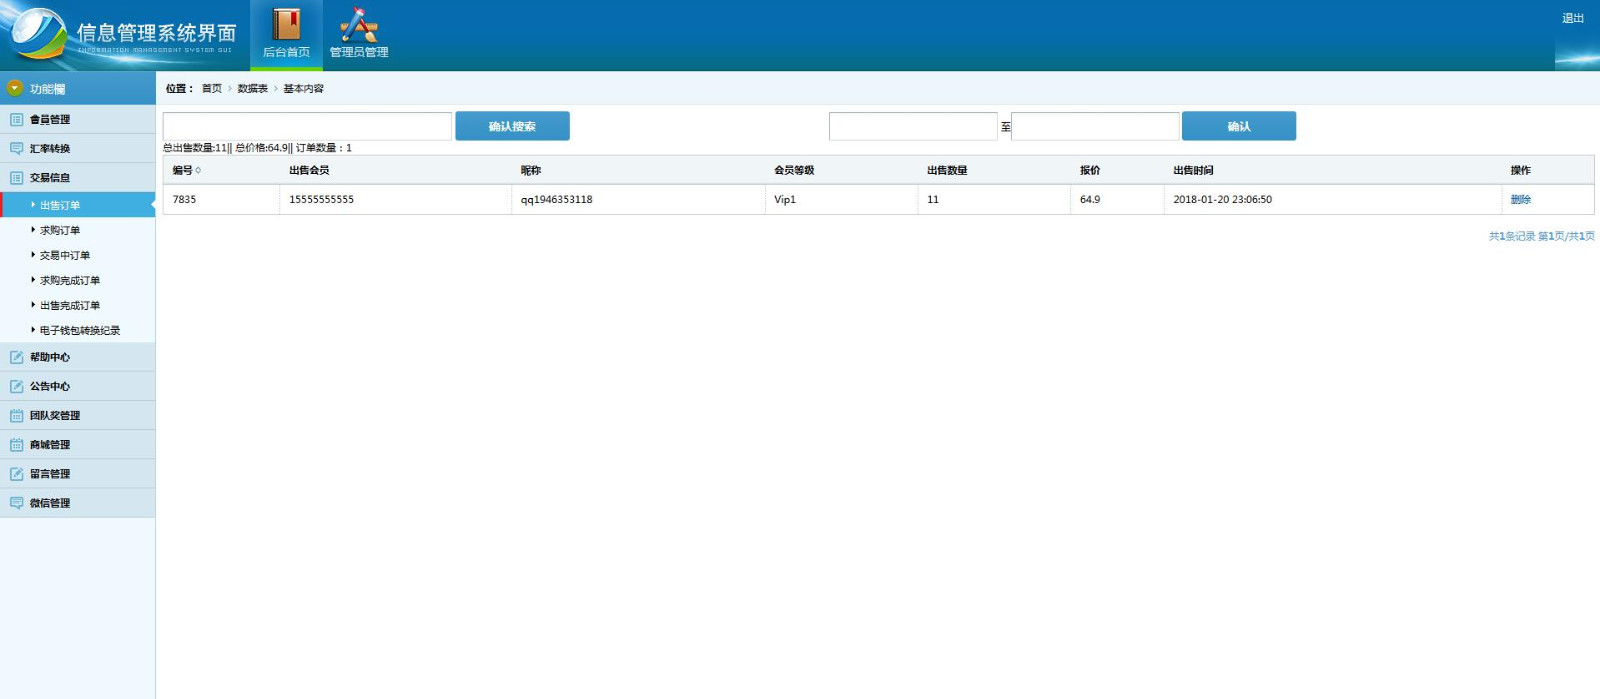 信息管理系统界面
INFORMATION MANAGEMENT SYSTEM GUI
后台首页
管理员管理
退出
功能欄
會員管理
汇率转换
交易信息
出售订单
求购订单
交易中订单
求购完成订单
出售完成订单
电子钱包转换纪录
帮助中心
公告中心
团队奖管理
商城管理
留言管理
微信管理
位置： 首页 › 数据表 › 基本内容
确认搜索 至 确认
总出售数量:11|| 总价格:64.9|| 订单数量：1
编号 出售会员 昵称 会员等级 出售数量 报价 出售时间 操作
7835 15555555555 qq1946353118 Vip1 11 64.9 2018-01-20 23:06:50 删除
共1条记录 第1页/共1页